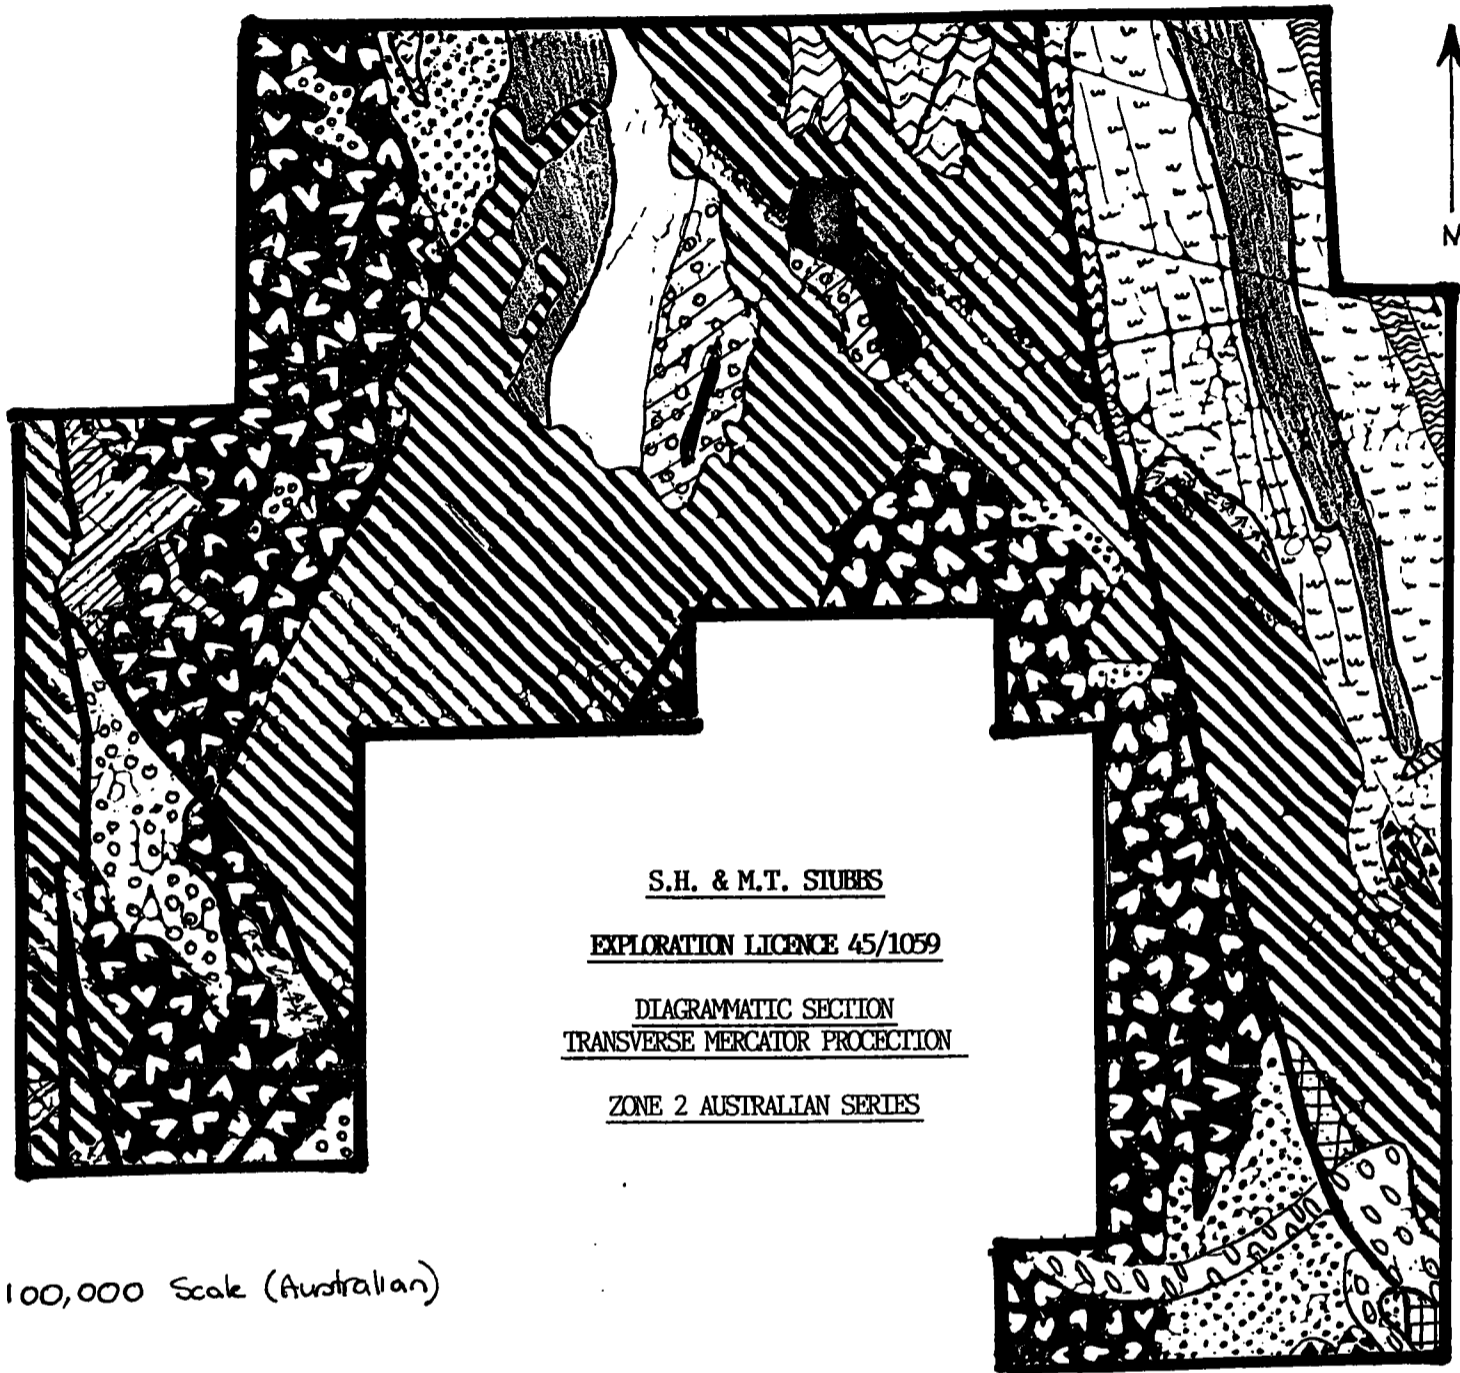 N
S.H. & M.T. STUBBS
EXPLORATION LICENCE 45/1059
DIAGRAMMATIC SECTION
TRANSVERSE MERCATOR PROCECTION
ZONE 2 AUSTRALIAN SERIES
100,000 Scale (Australian)